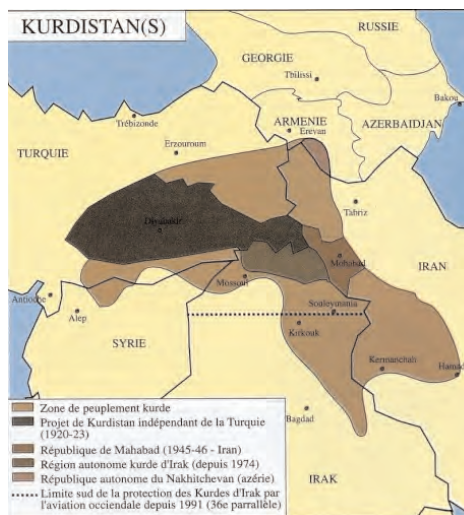 KURDISTAN(S)
RUSSIE
GEORGIE
Tbilissi
Bakou
Trébizonde
ARMENIE
Erevan
AZERBAIDJAN
Erzouroum
TURQUIE
Tabriz
Diyabakir
Mahabad
IRAN
Mossoul
Antioche
Alep
Souleymania
SYRIE
Kirkouk
Kermanchah
Bagdad
IRAK
Zone de peuplement kurde
Projet de Kurdistan indépendant de la Turquie
(1920-23)
République de Mahabad (1945-46 - Iran)
Région autonome kurde d'Irak (depuis 1974)
République autonome du Nakhitchevan (azérie)
Limite sud de la protection des Kurdes d'Irak par
l'aviation occiendale depuis 1991 (36e parrallèle)